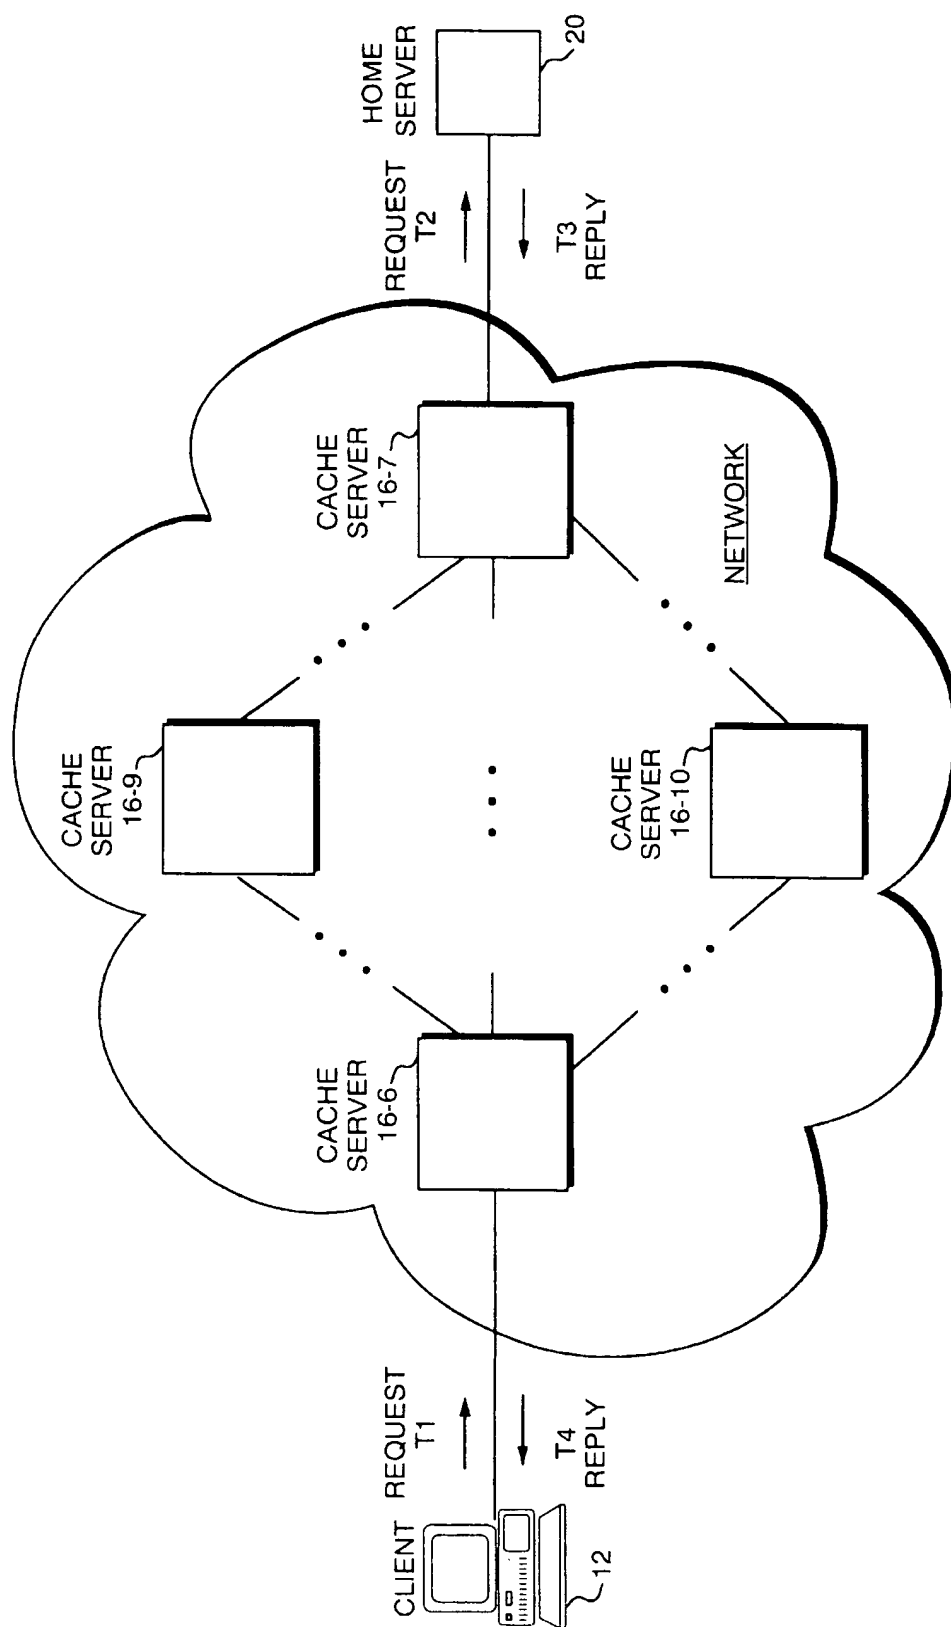 HOME
SERVER
20
REQUEST
T2
T3
REPLY
CACHE
SERVER
16-7
NETWORK
CACHE
SERVER
16-9
CACHE
SERVER
16-10
CACHE
SERVER
16-6
REQUEST
T1
T4
REPLY
CLIENT
12